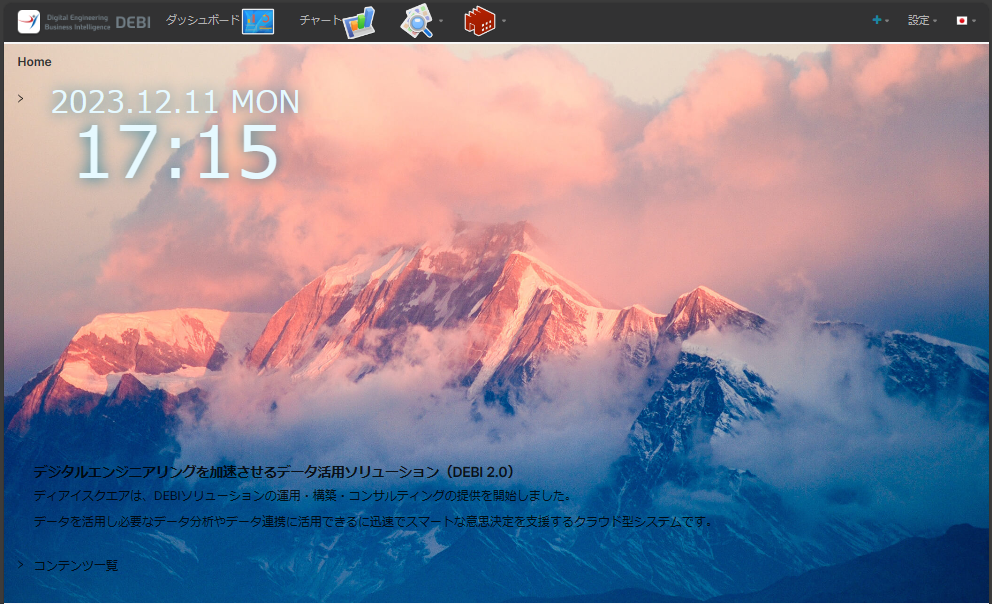 Digital Engineering
Business Intelligence
DEBI
ダッシュボード
チャート
設定
Home
2023.12.11 MON
17:15
デジタルエンジニアリングを加速させるデータ活用ソリューション（DEBI 2.0）
ディアイスクエアは、DEBIソリューションの運用・構築・コンサルティングの提供を開始しました。
データを活用し必要なデータ分析やデータ連携に活用できるに迅速でスマートな意思決定を支援するクラウド型システムです。
コンテンツ一覧